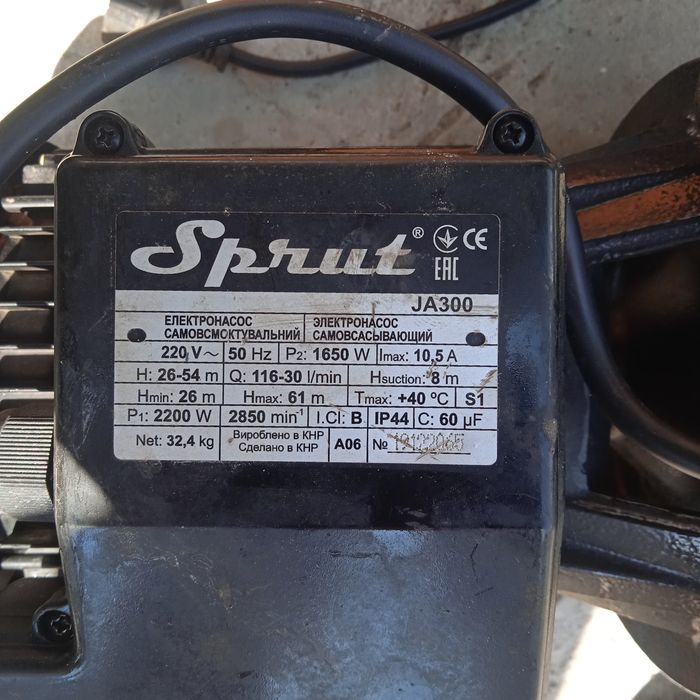 Sprut ® CE
EAC
JA300
ЕЛЕКТРОНАСОС ЭЛЕКТРОНАСОС
САМОВСМОКТУВАЛЬНИЙ САМОВСАСЫВАЮЩИЙ
220 V~ 50 Hz P2: 1650 W Imax: 10,5 A
H: 26-54 m Q: 116-30 l/min Hsuction: 8 m
Hmin: 26 m Hmax: 61 m Tmax: +40 ºC S1
P1: 2200 W 2850 min⁻¹ I.Cl: B IP44 C: 60 µF
Net: 32,4 kg Вироблено в КНР A06 №
Сделано в КНР